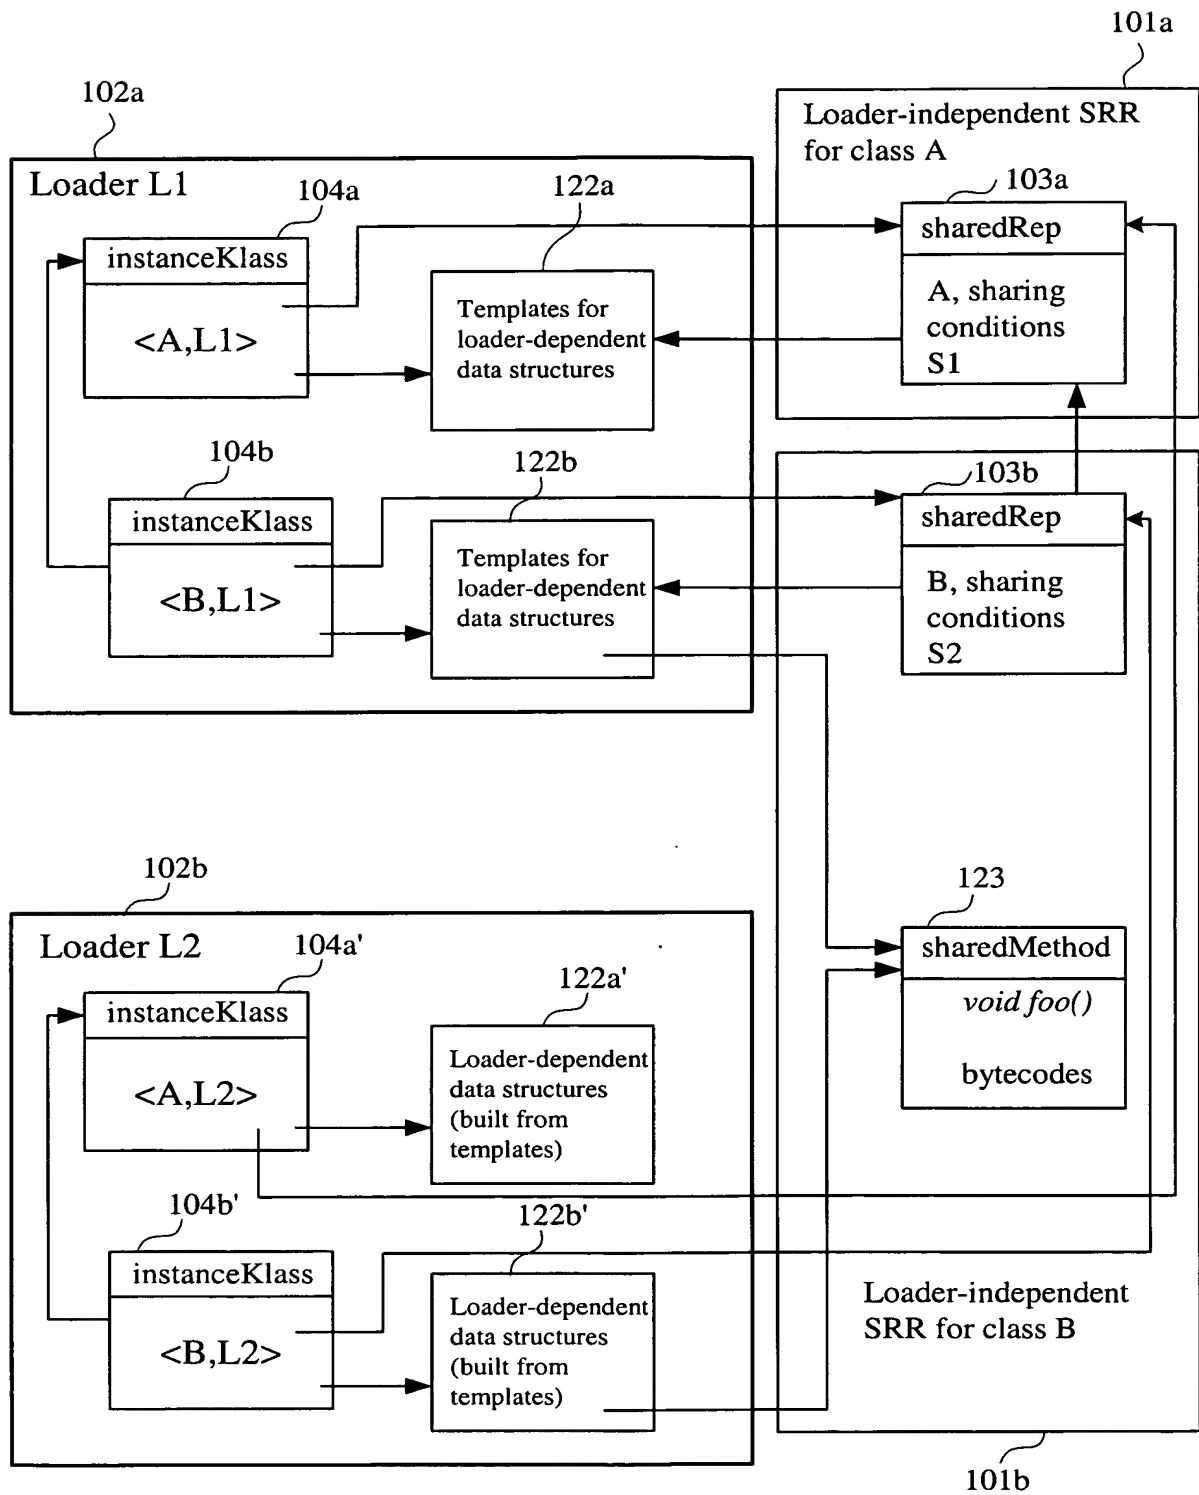 101a
102a
Loader-independent SRR
for class A
Loader L1
104a
122a
103a
instanceKlass
sharedRep
<A,L1>
Templates for
loader-dependent
data structures
A, sharing
conditions
S1
104b
122b
103b
instanceKlass
sharedRep
<B,L1>
Templates for
loader-dependent
data structures
B, sharing
conditions
S2
102b
123
Loader L2
104a'
122a'
sharedMethod
instanceKlass
void foo()
<A,L2>
Loader-dependent
data structures
(built from
templates)
bytecodes
104b'
122b'
instanceKlass
<B,L2>
Loader-dependent
data structures
(built from
templates)
Loader-independent
SRR for class B
101b